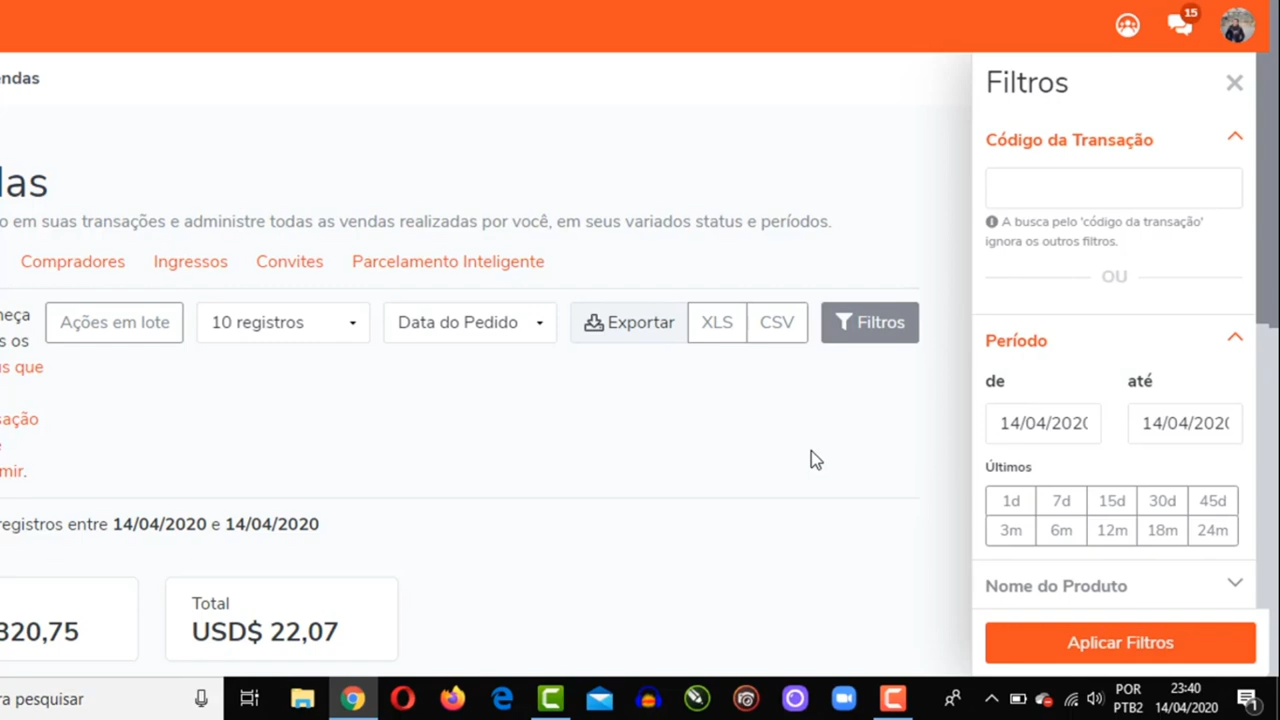 15
endas
Filtros
Código da Transação
las
A busca pelo 'código da transação'
ignora os outros filtros.
OU
o em suas transações e administre todas as vendas realizadas por você, em seus variados status e períodos.
Compradores Ingressos Convites Parcelamento Inteligente
eça
s os
s que
Ações em lote 10 registros Data do Pedido Exportar XLS CSV Filtros
Período
de até
14/04/2020 14/04/2020
sação
e
mir.
Últimos
1d 7d 15d 30d 45d
3m 6m 12m 18m 24m
registros entre 14/04/2020 e 14/04/2020
Nome do Produto
320,75
Total
USD$ 22,07
Aplicar Filtros
ra pesquisar
POR
PTB2
23:40
14/04/2020
1